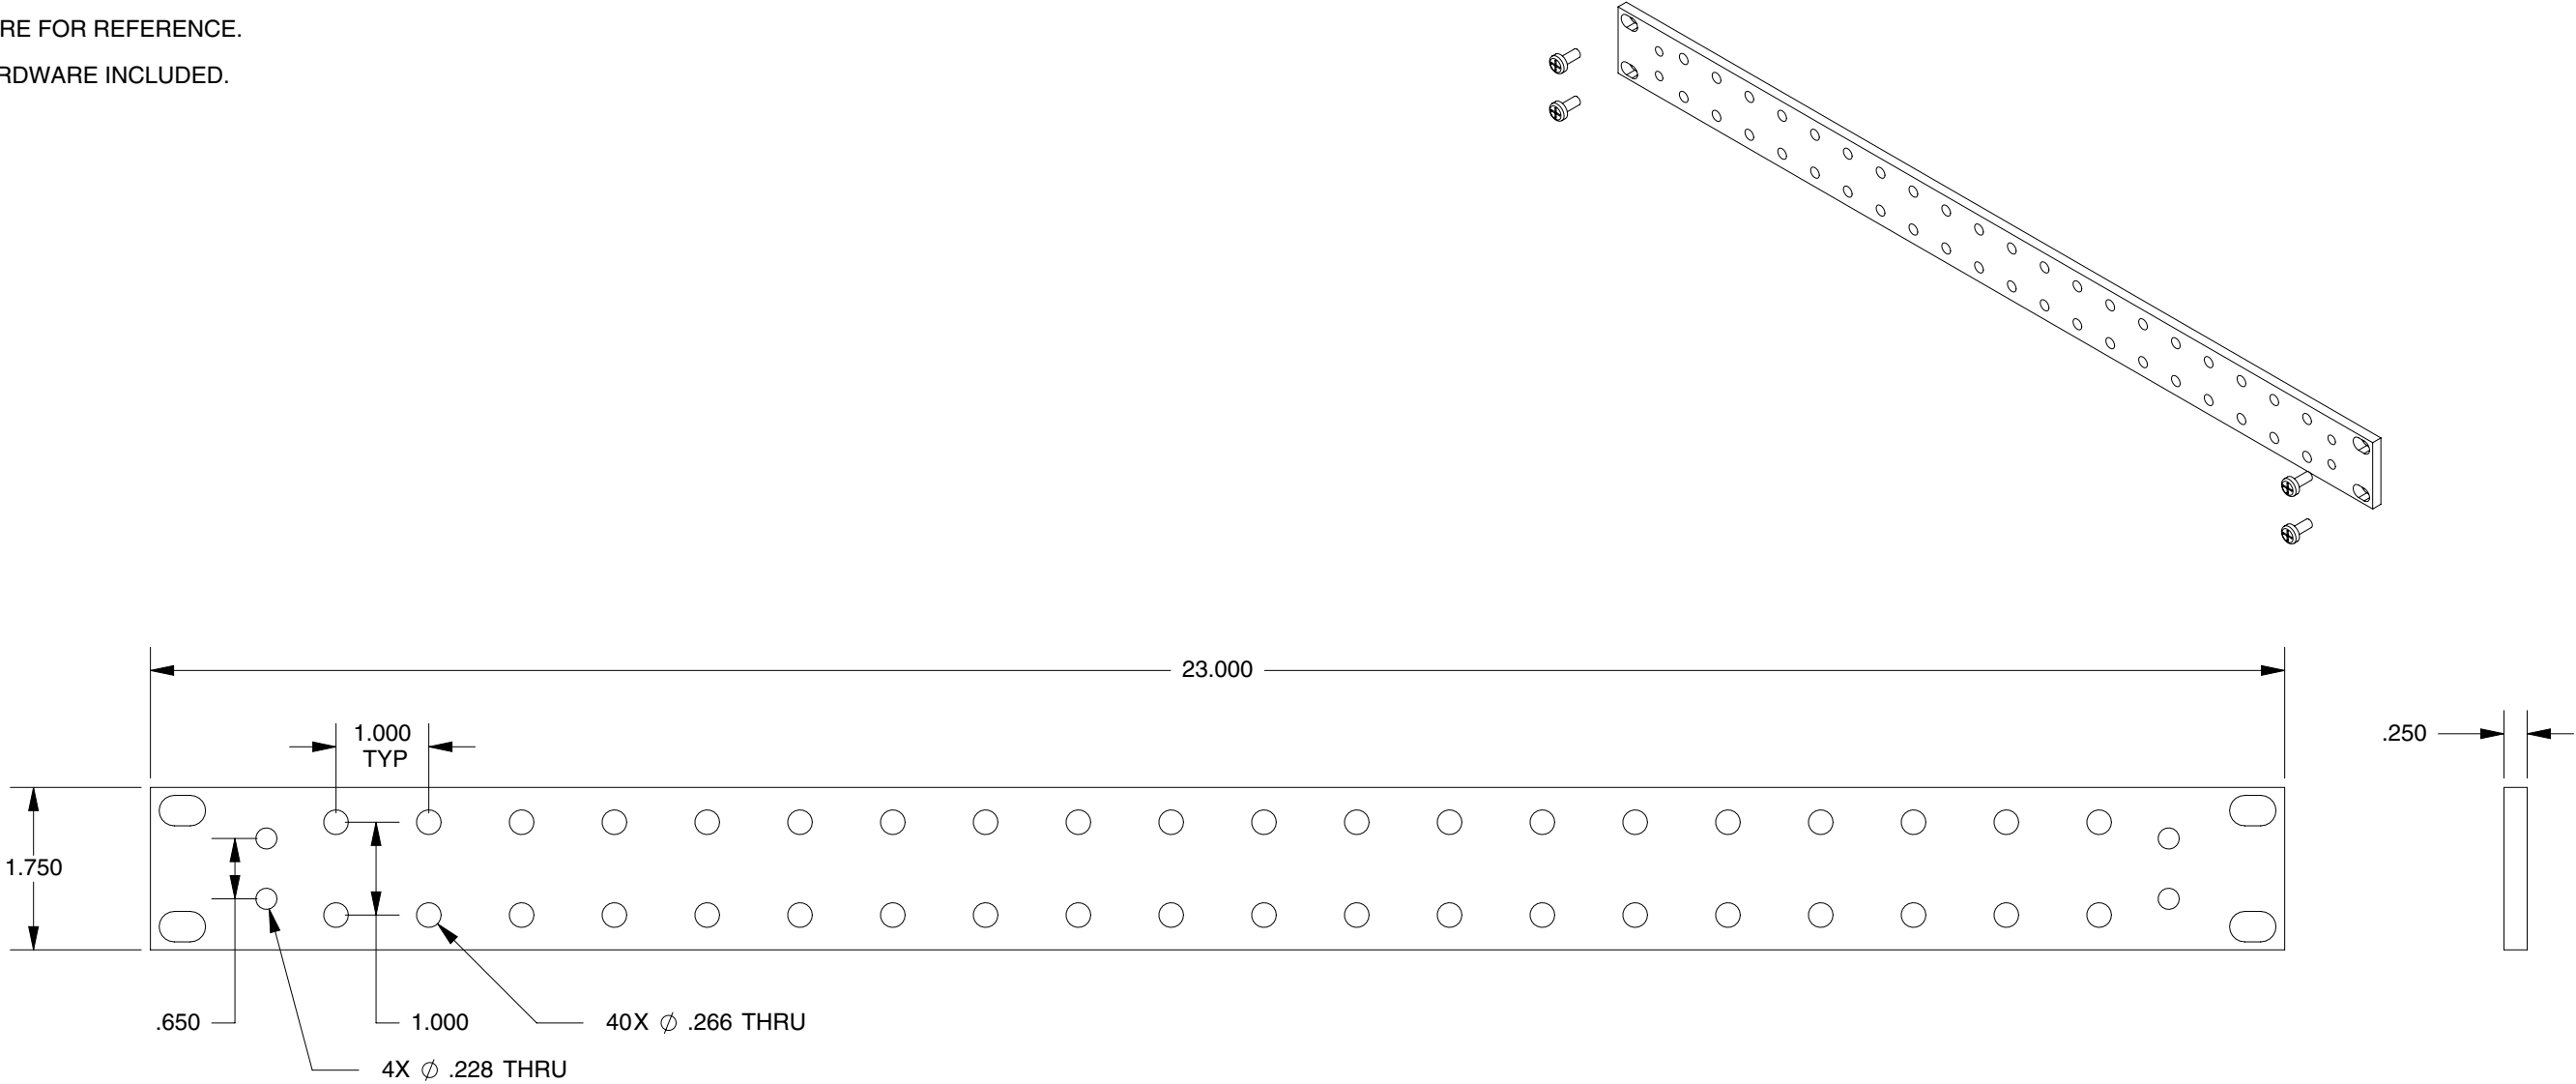 RE FOR REFERENCE.
RDWARE INCLUDED.
23.000
1.000
TYP
.250
1.750
.650
1.000
40X ⌀ .266 THRU
4X ⌀ .228 THRU